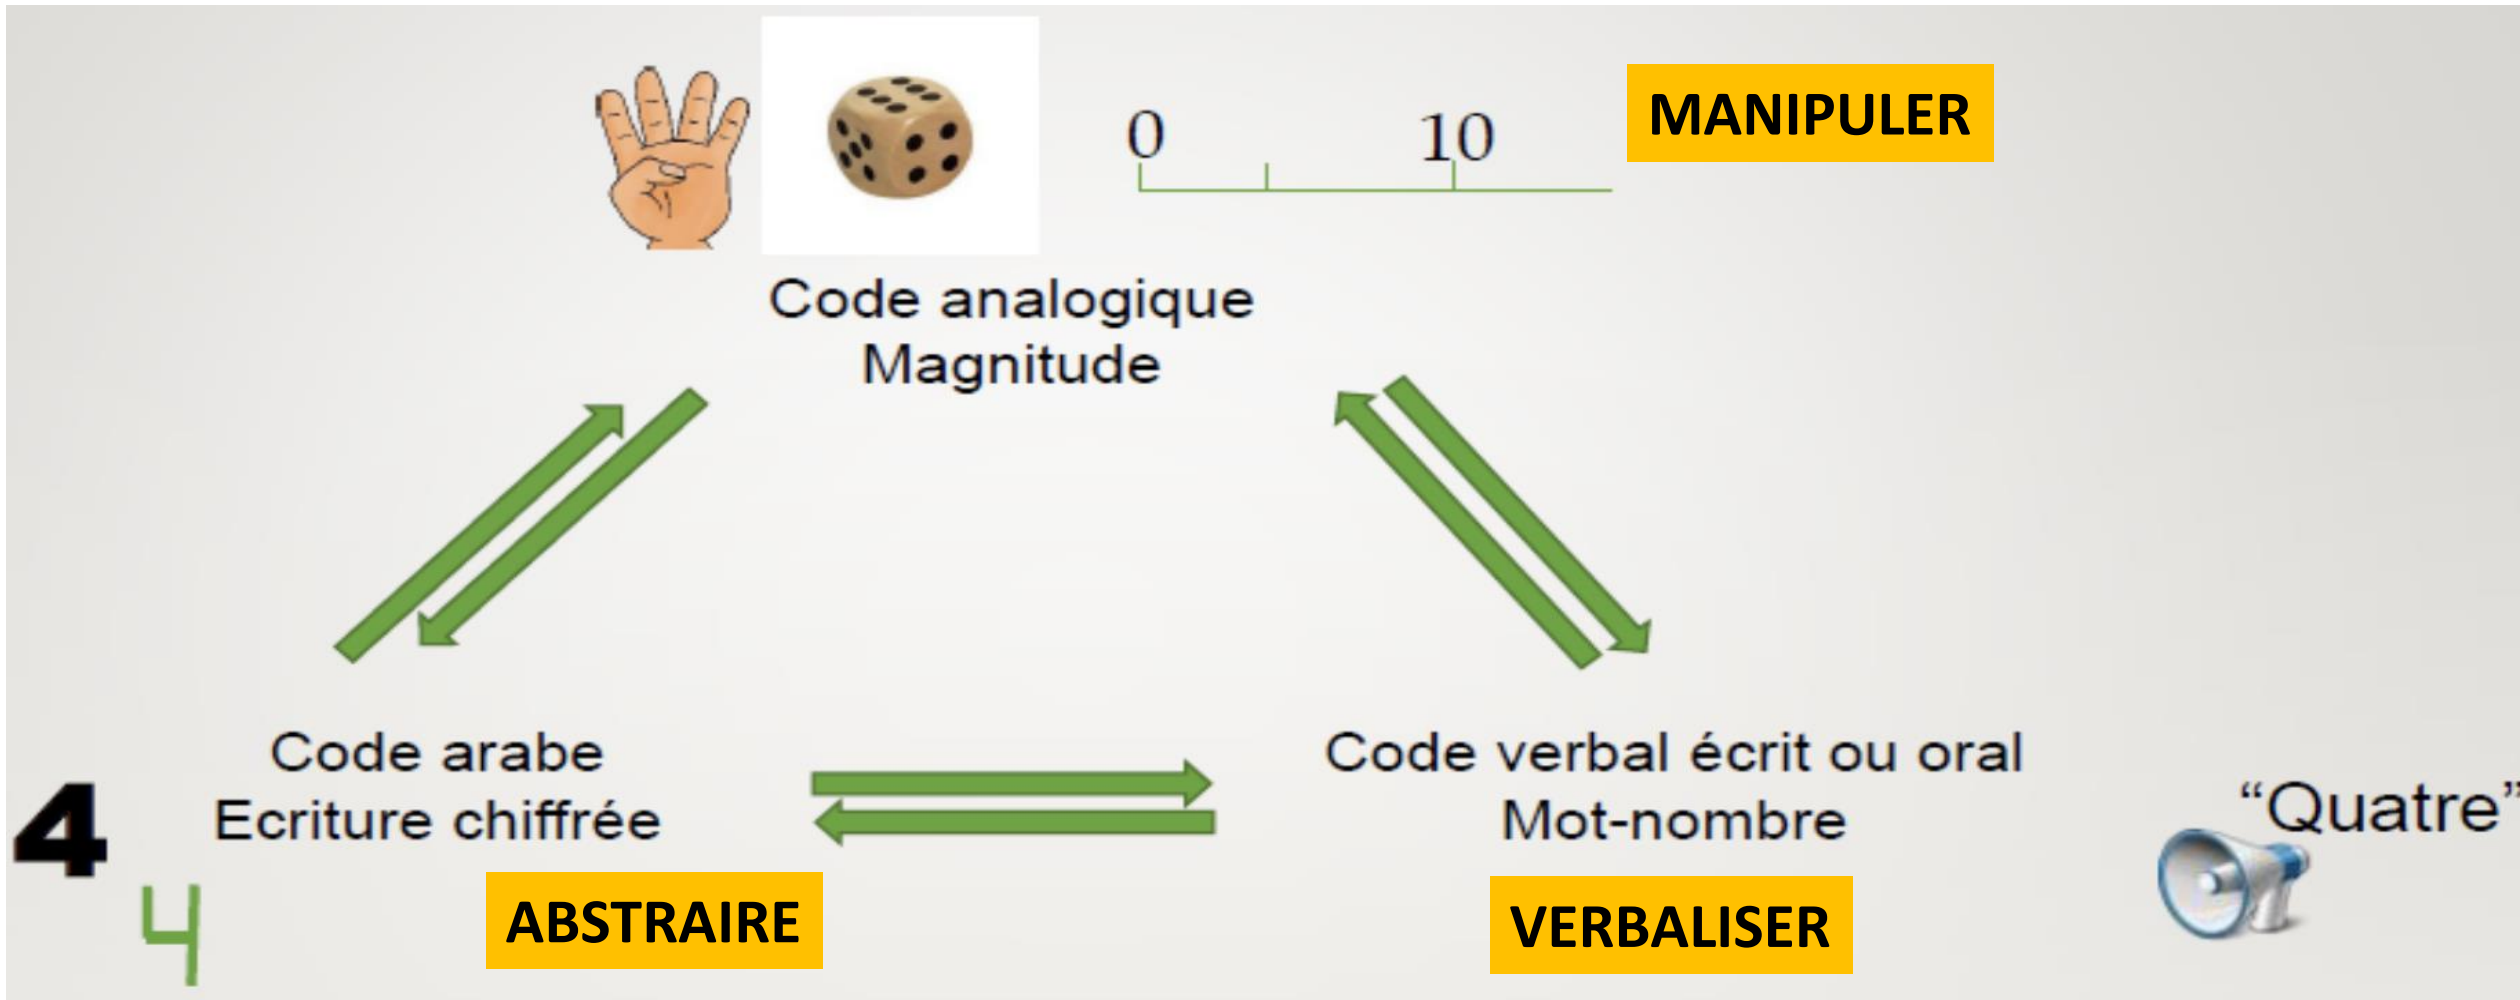 0 10
MANIPULER
Code analogique
Magnitude
Code arabe
Ecriture chiffrée
4
4
ABSTRAIRE
Code verbal écrit ou oral
Mot-nombre
“Quatre”
VERBALISER